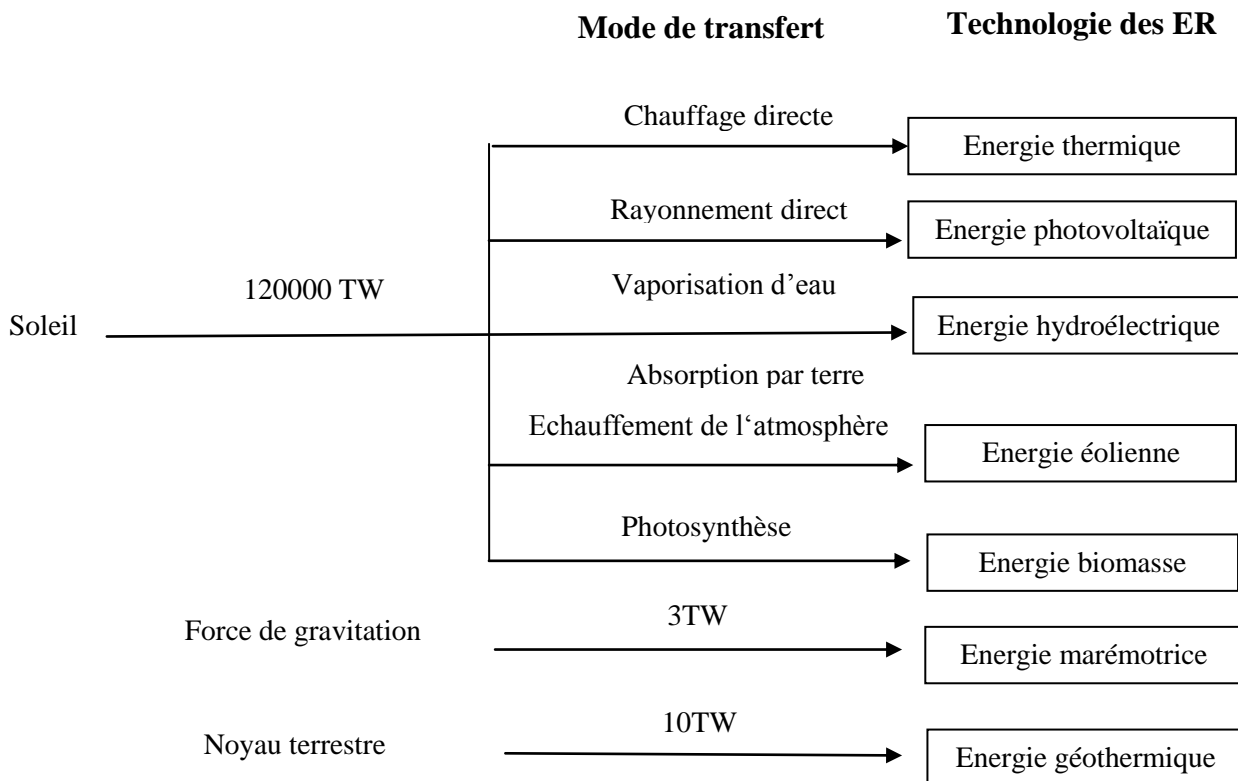 Mode de transfert
Technologie des ER
Chauffage directe
Energie thermique
Rayonnement direct
Energie photovoltaïque
120000 TW
Vaporisation d’eau
Soleil
Energie hydroélectrique
Absorption par terre
Echauffement de l‘atmosphère
Energie éolienne
Photosynthèse
Energie biomasse
Force de gravitation
3TW
Energie marémotrice
Noyau terrestre
10TW
Energie géothermique